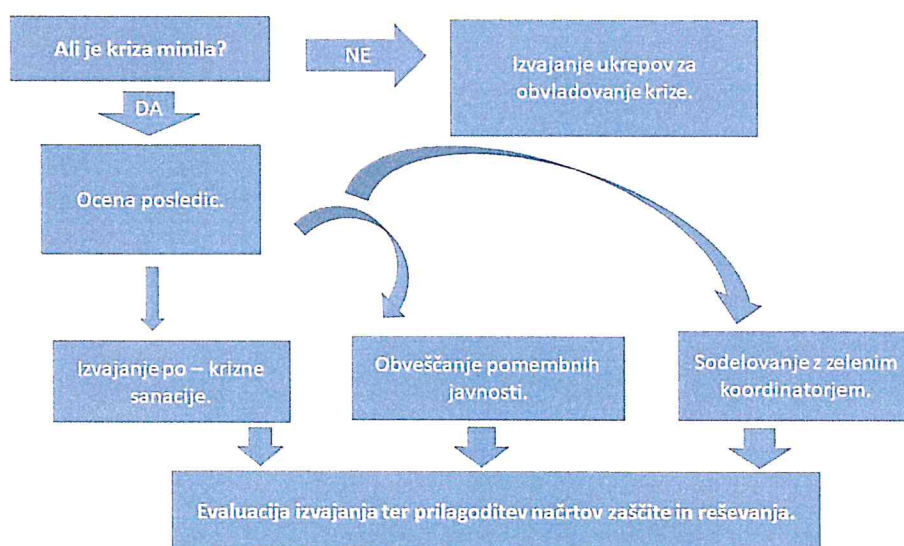 Ali je kriza minila?
NE
Izvajanje ukrepov za
obvladovanje krize.
DA
Ocena posledic.
Izvajanje po – krizne
sanacije.
Obveščanje pomembnih
javnosti.
Sodelovanje z zelenim
koordinatorjem.
Evaluacija izvajanja ter prilagoditev načrtov zaščite in reševanja.